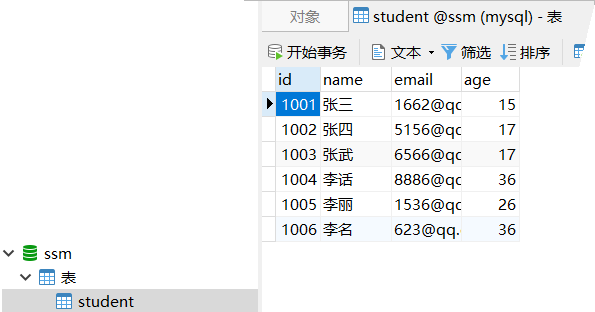 对象
student @ssm (mysql) - 表
开始事务 文本 筛选 排序
id name email age
1001 张三 1662@qc 15
1002 张四 5156@qc 17
1003 张武 6566@qc 17
1004 李话 8886@qc 36
1005 李丽 1536@qc 26
1006 李名 623@qq. 36
ssm
表
student